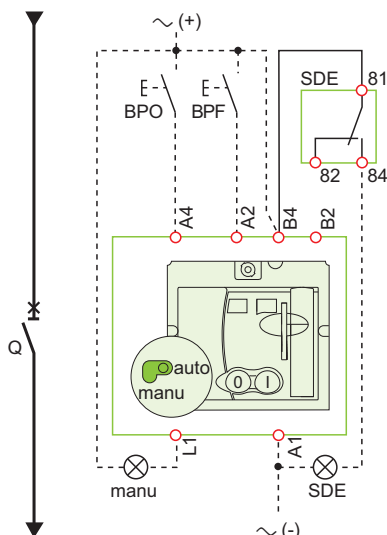 ~ (+)
SDE 81
BPO BPF
82 84
A4 A2 B4 B2
Q
auto
manu
0 I
L1 A1
manu SDE
~ (-)